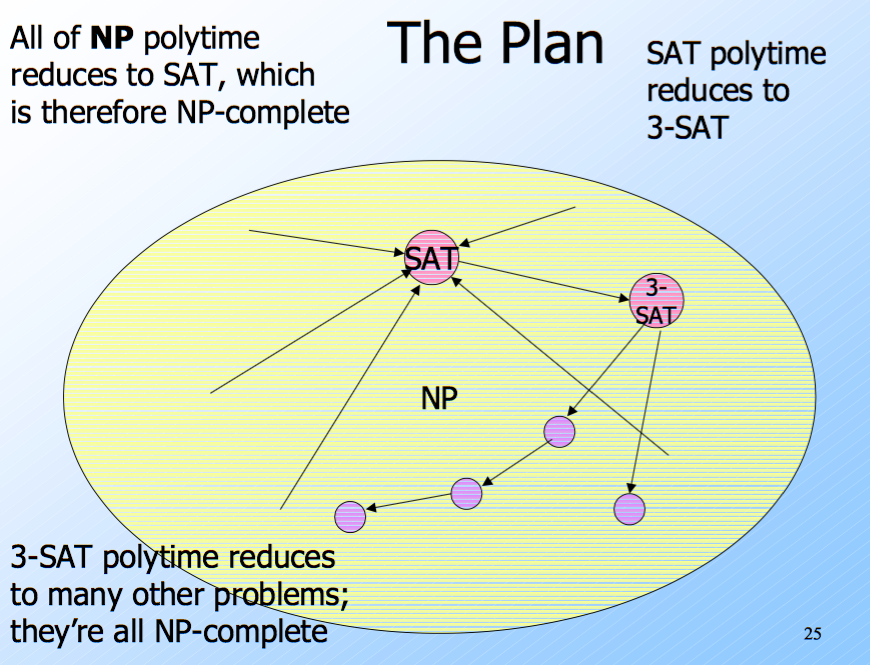 The Plan
All of NP polytime
reduces to SAT, which
is therefore NP-complete
SAT polytime
reduces to
3-SAT
SAT
3-
SAT
NP
3-SAT polytime reduces
to many other problems;
they’re all NP-complete
25